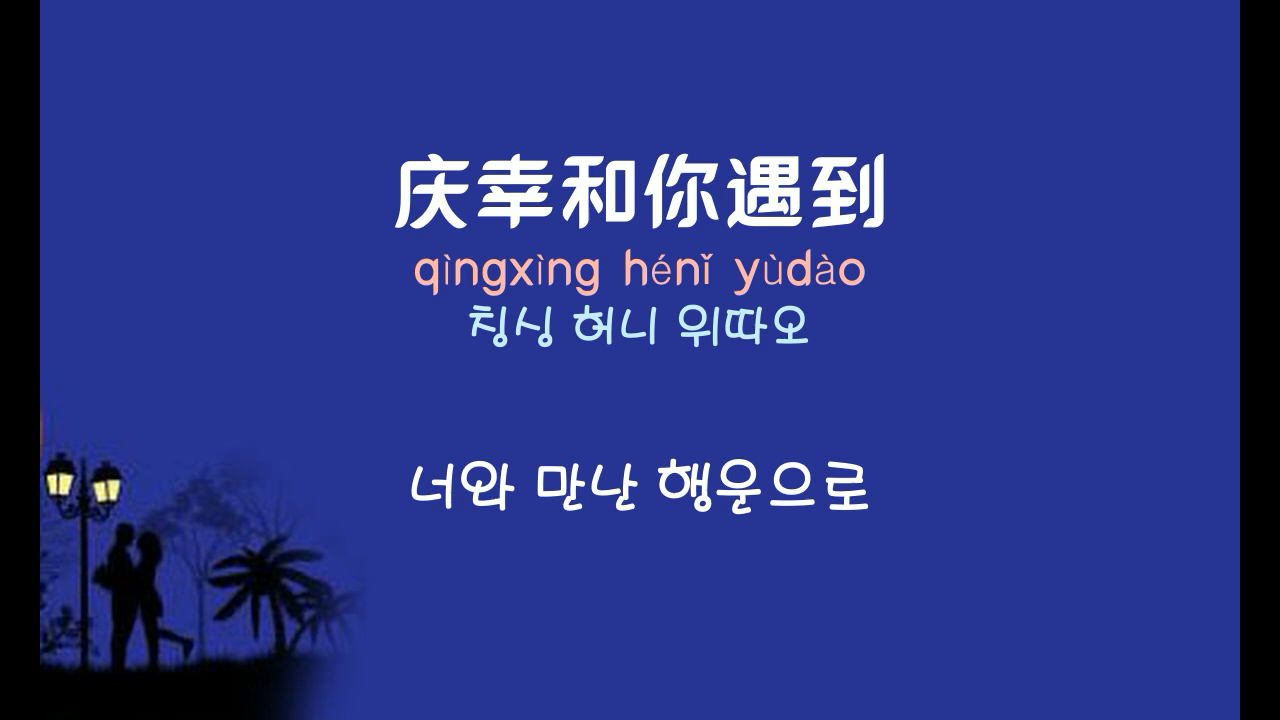 庆幸和你遇到
qìngxìng hénǐ yùdào
칭싱 허니 위따오
너와 만난 행운으로